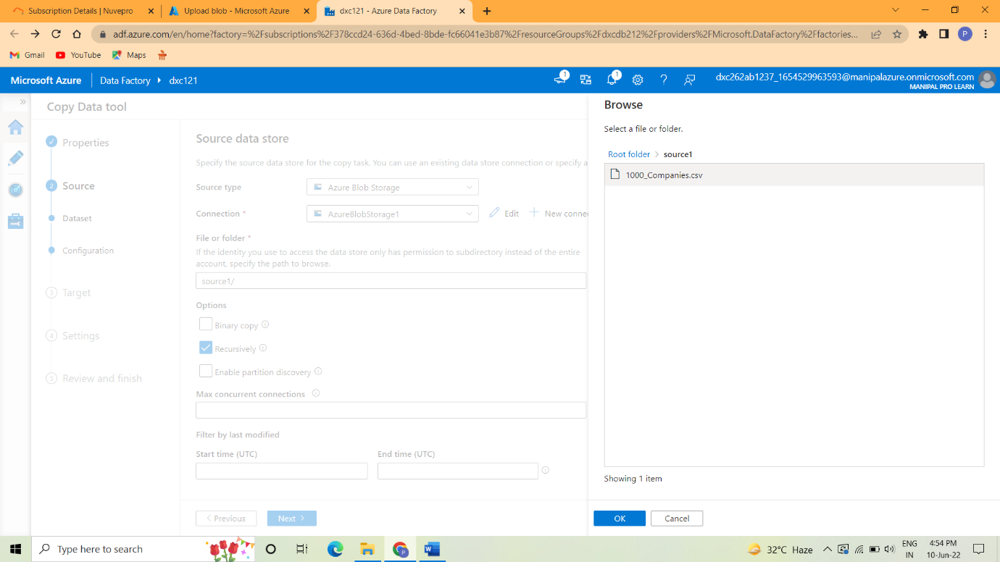 Subscription Details | Nuvepro
Upload blob - Microsoft Azure
dxc121 - Azure Data Factory
adf.azure.com/en/home?factory=%2Fsubscriptions%2F378ccd24-636d-4bed-8bde-fc66041e3b87%2FresourceGroups%2Fdxcdb212%2Fproviders%2FMicrosoft.DataFactory%2Ffactories...
P
Gmail YouTube Maps
Microsoft Azure Data Factory dxc121
1 1
dxc262ab1237_1654529963593@manipalazure.onmicrosoft.com
MANIPAL PRO LEARN
Copy Data tool
Properties
2 Source
Dataset
Configuration
3 Target
4 Settings
5 Review and finish
Source data store
Specify the source data store for the copy task. You can use an existing data store connection or specify a
Source type Azure Blob Storage
Connection * AzureBlobStorage1 Edit New conne
File or folder *
If the identity you use to access the data store only has permission to subdirectory instead of the entire
account, specify the path to browse.
source1/
Options
Binary copy
Recursively
Enable partition discovery
Max concurrent connections
Filter by last modified
Start time (UTC) End time (UTC)
Previous Next
Browse
Select a file or folder.
Root folder > source1
1000_Companies.csv
Showing 1 item
OK Cancel
Type here to search
32°C Haze
ENG
IN
4:54 PM
10-Jun-22